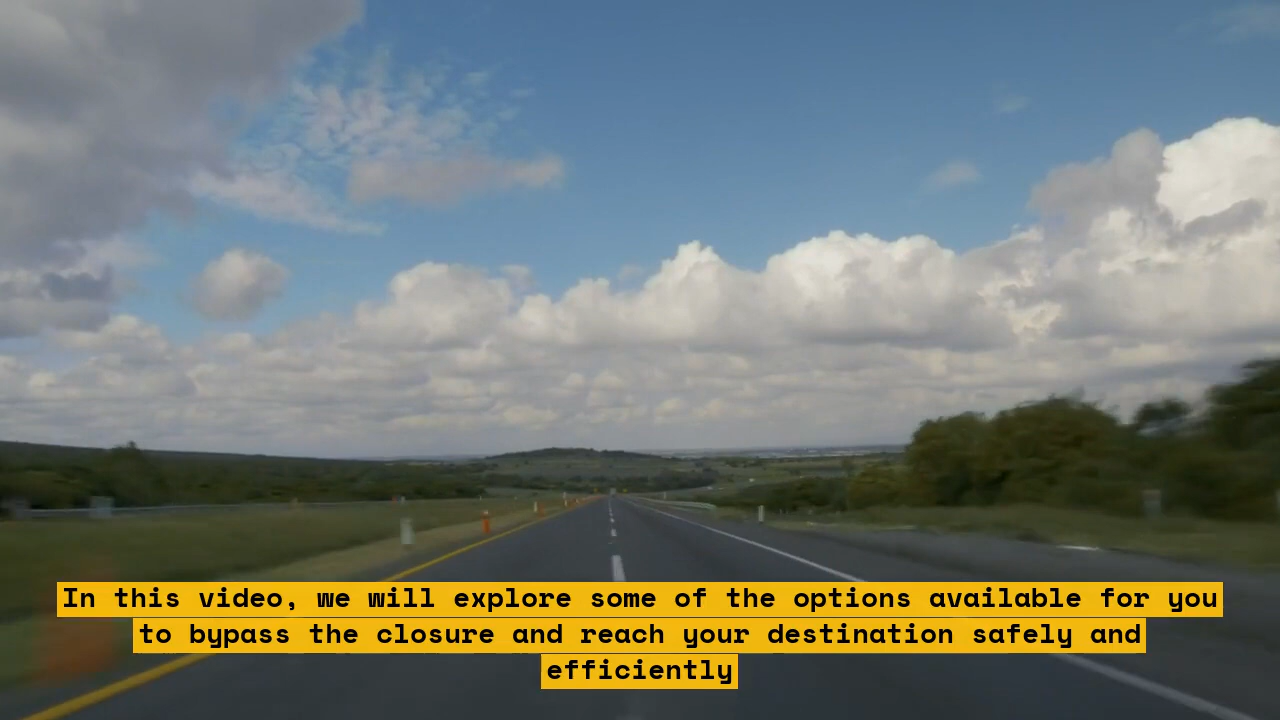 In this video, we will explore some of the options available for you
to bypass the closure and reach your destination safely and
efficiently